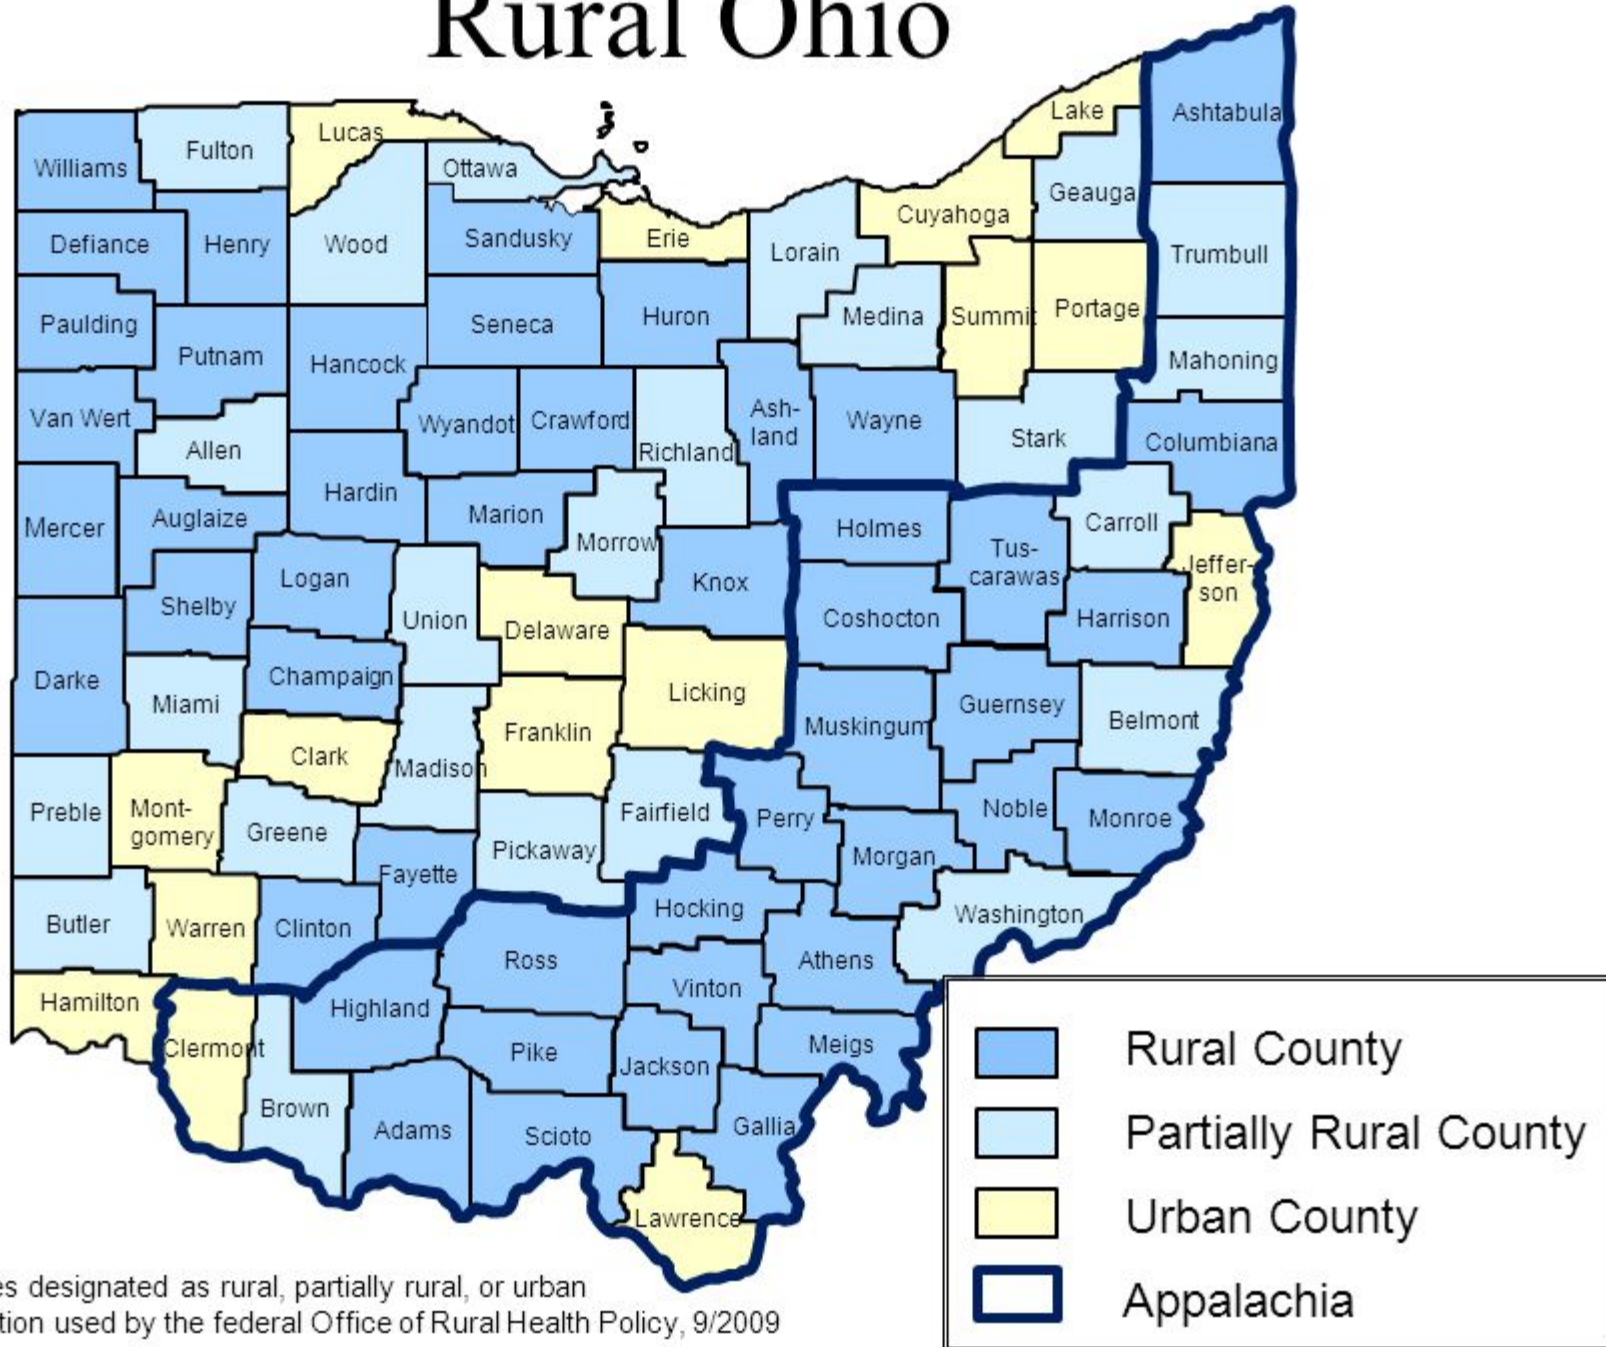 Rural Ohio
Ashtabula
Lake
Lucas
Fulton
Williams
Ottawa
Geauga
Cuyahoga
Erie
Sandusky
Defiance
Henry
Wood
Lorain
Trumbull
Portage
Summit
Medina
Huron
Seneca
Paulding
Putnam
Hancock
Mahoning
Van Wert
Wyandot
Crawford
Ash-
land
Wayne
Stark
Columbiana
Allen
Richland
Hardin
Mercer
Auglaize
Marion
Morrow
Holmes
Carroll
Tus-
carawas
Jeffer-
son
Logan
Knox
Shelby
Union
Delaware
Coshocton
Harrison
Darke
Champaign
Miami
Licking
Guernsey
Belmont
Muskingum
Franklin
Clark
Madison
Preble
Mont-
gomery
Greene
Fairfield
Perry
Noble
Monroe
Pickaway
Morgan
Fayette
Hocking
Washington
Butler
Warren
Clinton
Ross
Athens
Vinton
Hamilton
Highland
Clermont
Pike
Jackson
Meigs
Brown
Adams
Scioto
Gallia
Lawrence
Rural County
Partially Rural County
Urban County
Appalachia
es designated as rural, partially rural, or urban
tion used by the federal Office of Rural Health Policy, 9/2009